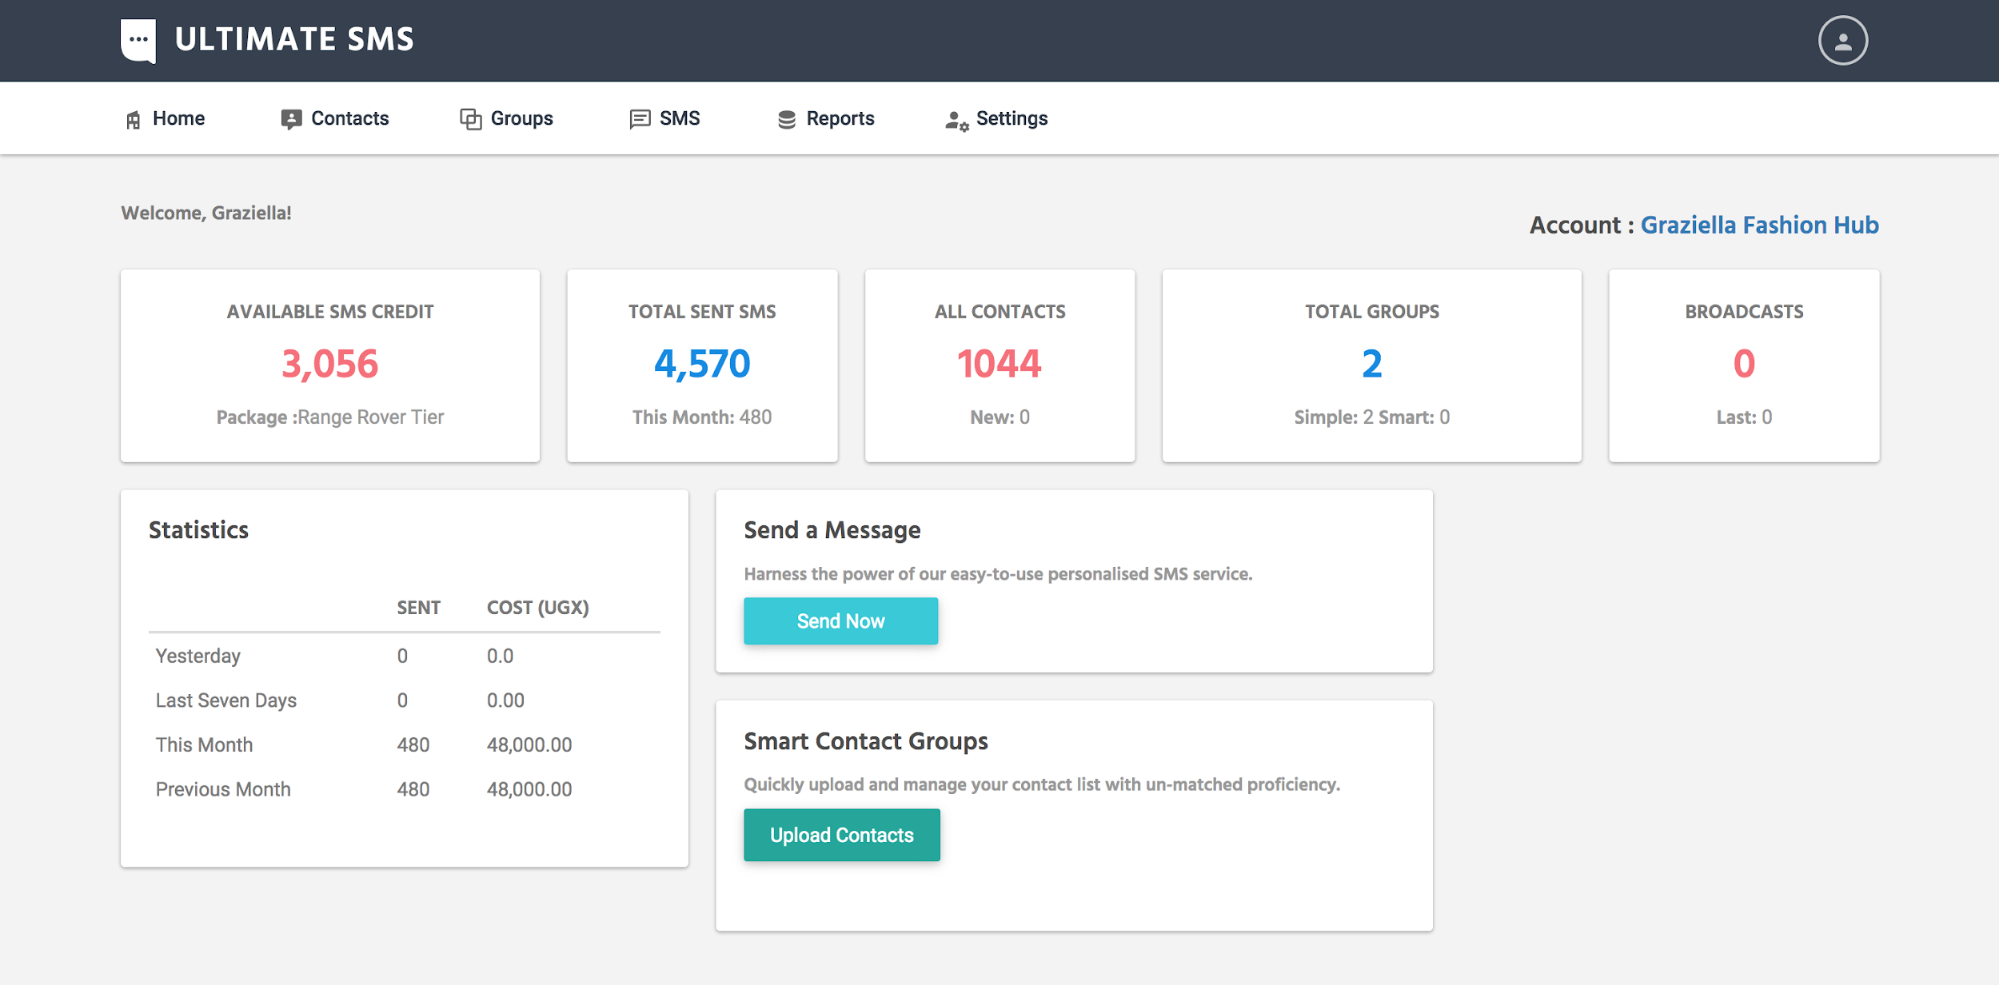 ULTIMATE SMS
Home Contacts Groups SMS Reports Settings
Welcome, Graziella!
Account : Graziella Fashion Hub
AVAILABLE SMS CREDIT
3,056
Package :Range Rover Tier
TOTAL SENT SMS
4,570
This Month: 480
ALL CONTACTS
1044
New: 0
TOTAL GROUPS
2
Simple: 2 Smart: 0
BROADCASTS
0
Last: 0
Statistics
SENT COST (UGX)
Yesterday 0 0.0
Last Seven Days 0 0.00
This Month 480 48,000.00
Previous Month 480 48,000.00
Send a Message
Harness the power of our easy-to-use personalised SMS service.
Send Now
Smart Contact Groups
Quickly upload and manage your contact list with un-matched proficiency.
Upload Contacts